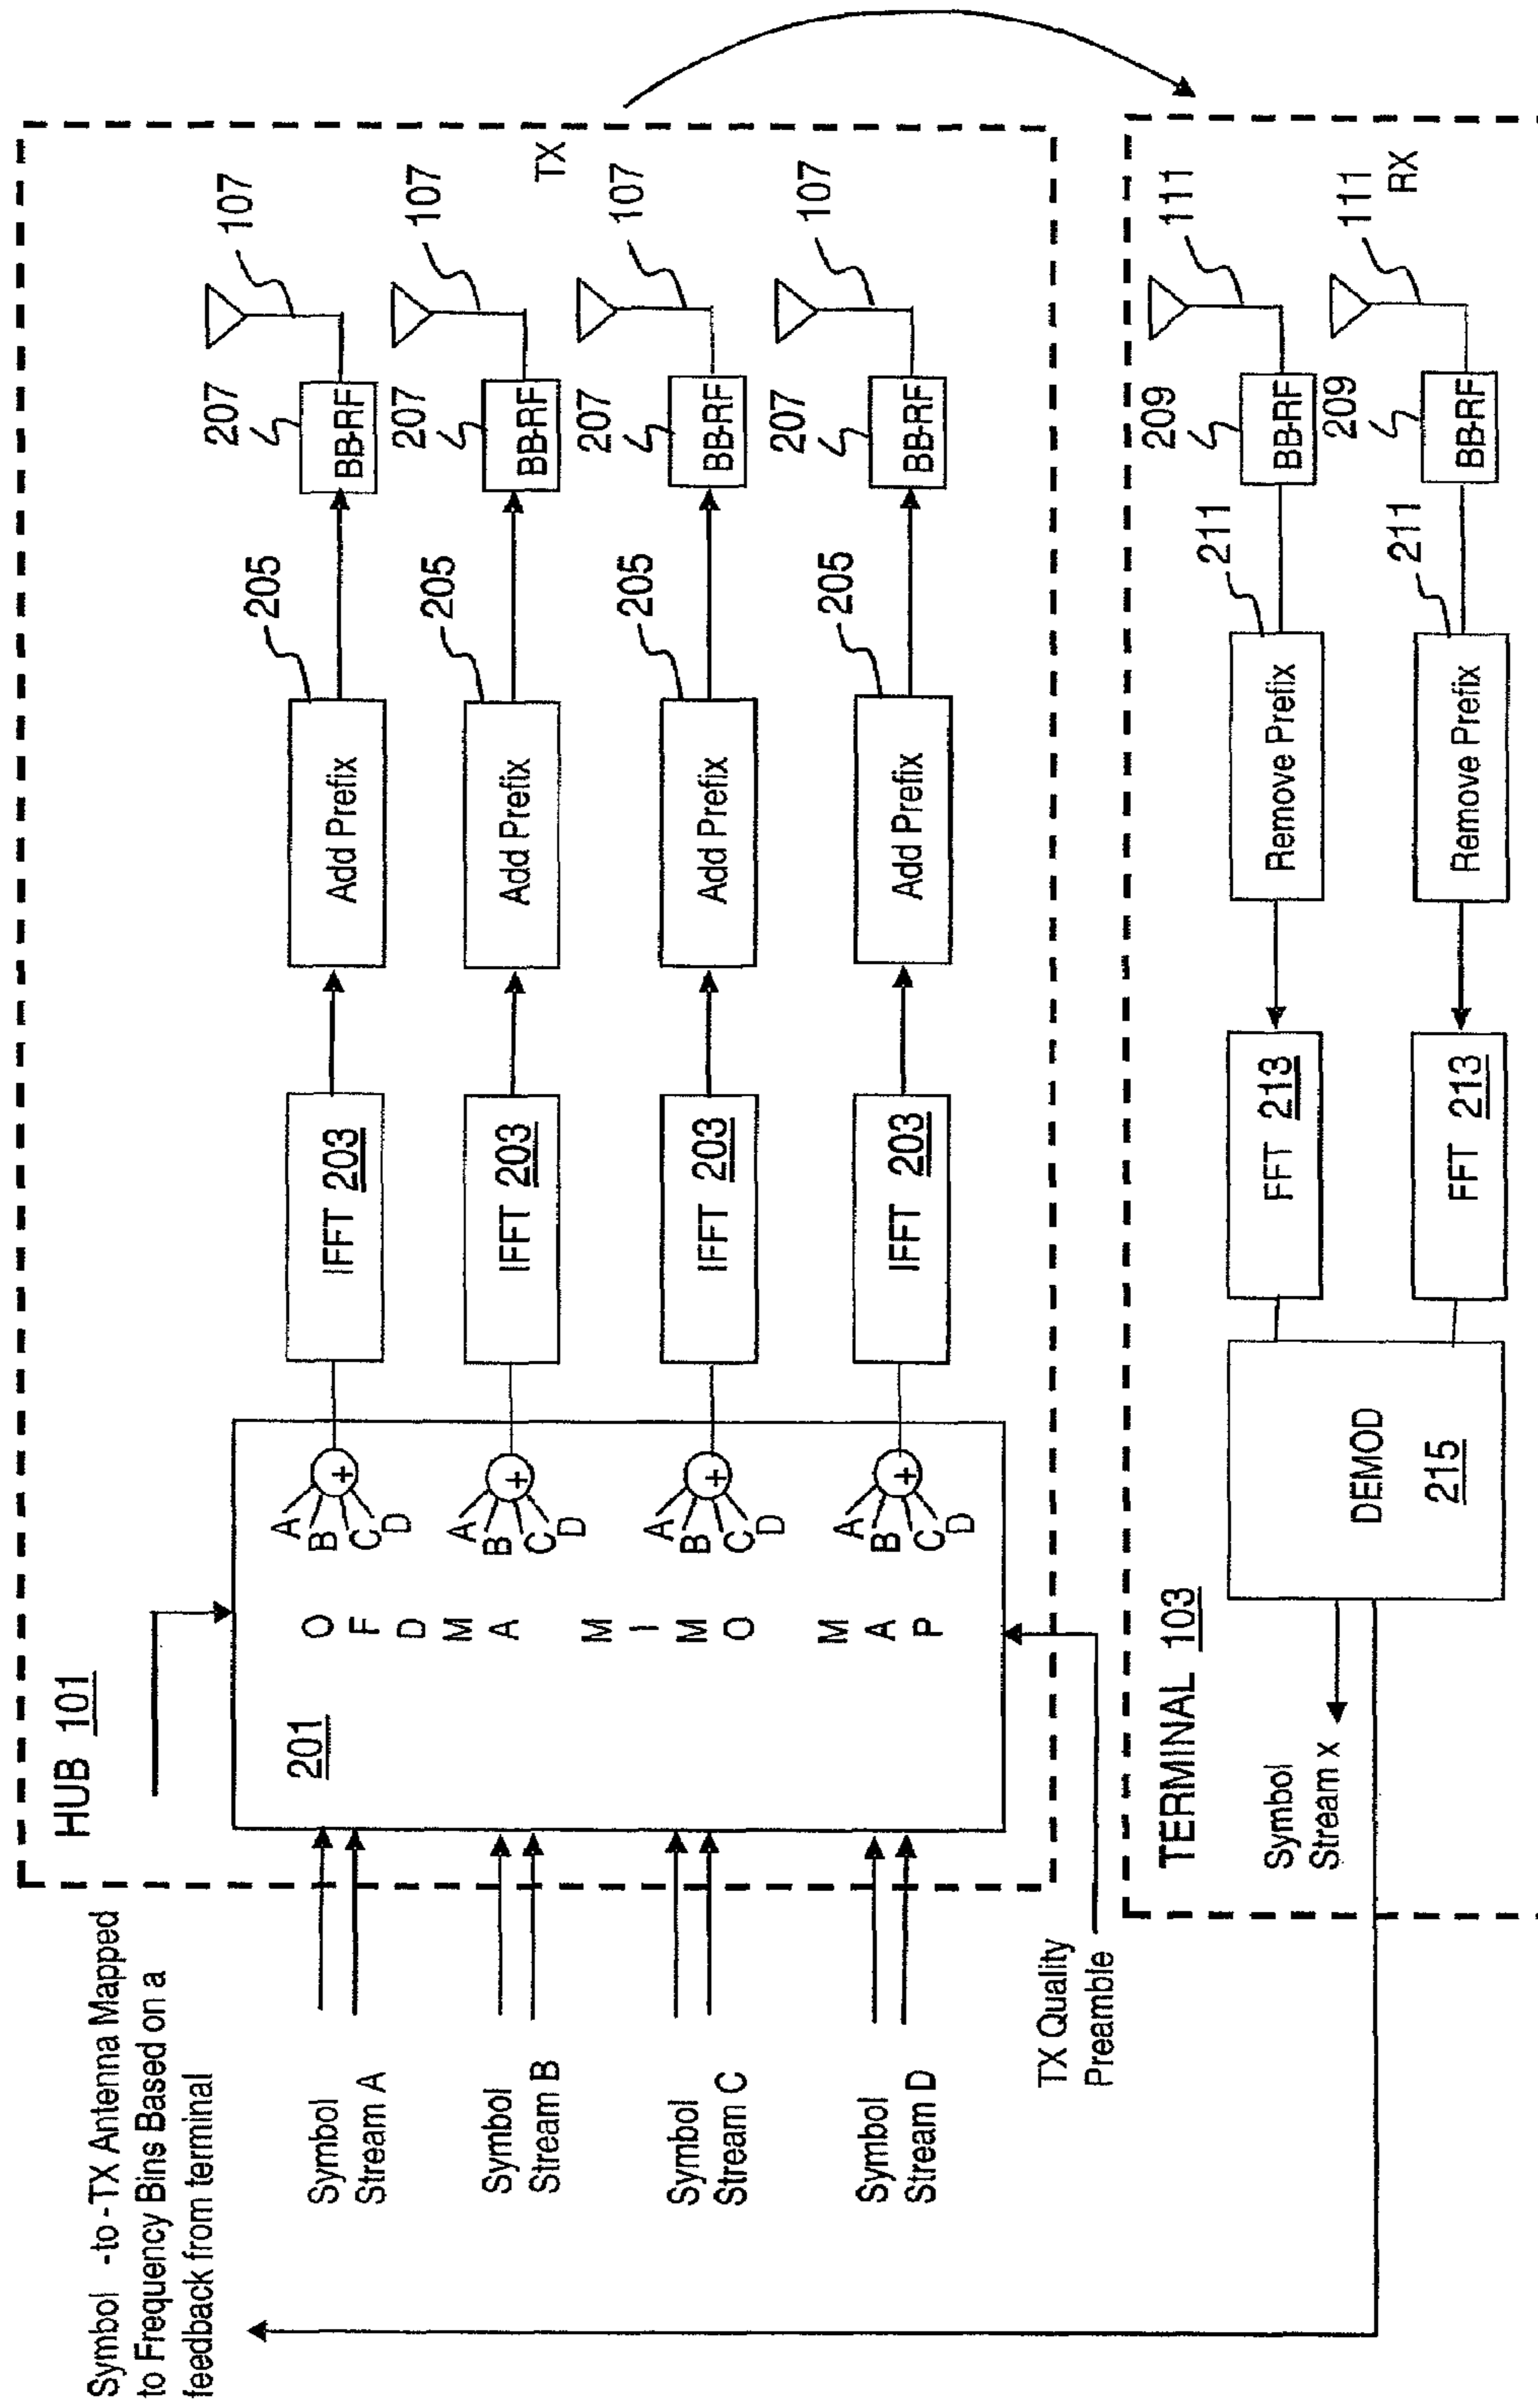 Symbol -to-TX Antenna Mapped
to Frequency Bins Based on a
feedback from terminal
HUB 101
Symbol
Stream A
Symbol
Stream B
Symbol
Stream C
Symbol
Stream D
TX Quality
Preamble
201
OFDMA MIMO MAP
A
B
C
D
+
IFFT 203
Add Prefix
205
BB-RF
207
107
A
B
C
D
+
IFFT 203
Add Prefix
205
BB-RF
207
107
TX
A
B
C
D
+
IFFT 203
Add Prefix
205
BB-RF
207
107
A
B
C
D
+
IFFT 203
Add Prefix
205
BB-RF
207
107
TERMINAL 103
Symbol
Stream x
DEMOD
215
FFT 213
Remove Prefix
211
BB-RF
209
111
FFT 213
Remove Prefix
211
BB-RF
209
111
RX